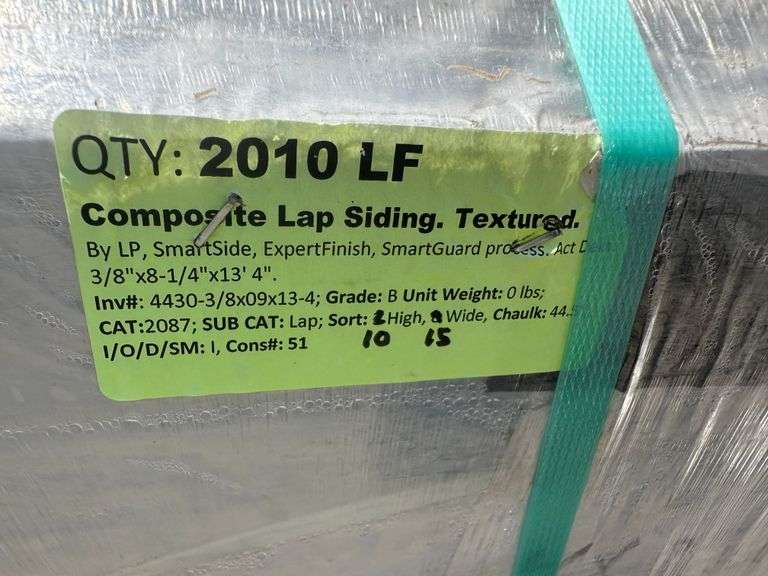 QTY: 2010 LF
Composite Lap Siding. Textured.
By LP, SmartSide, ExpertFinish, SmartGuard process. Act
3/8"x8-1/4"x13' 4".
Inv#: 4430-3/8x09x13-4; Grade: B Unit Weight: 0 lbs;
CAT:2087; SUB CAT: Lap; Sort: High, Wide, Chaulk:
I/O/D/SM: I, Cons#: 51 10 15